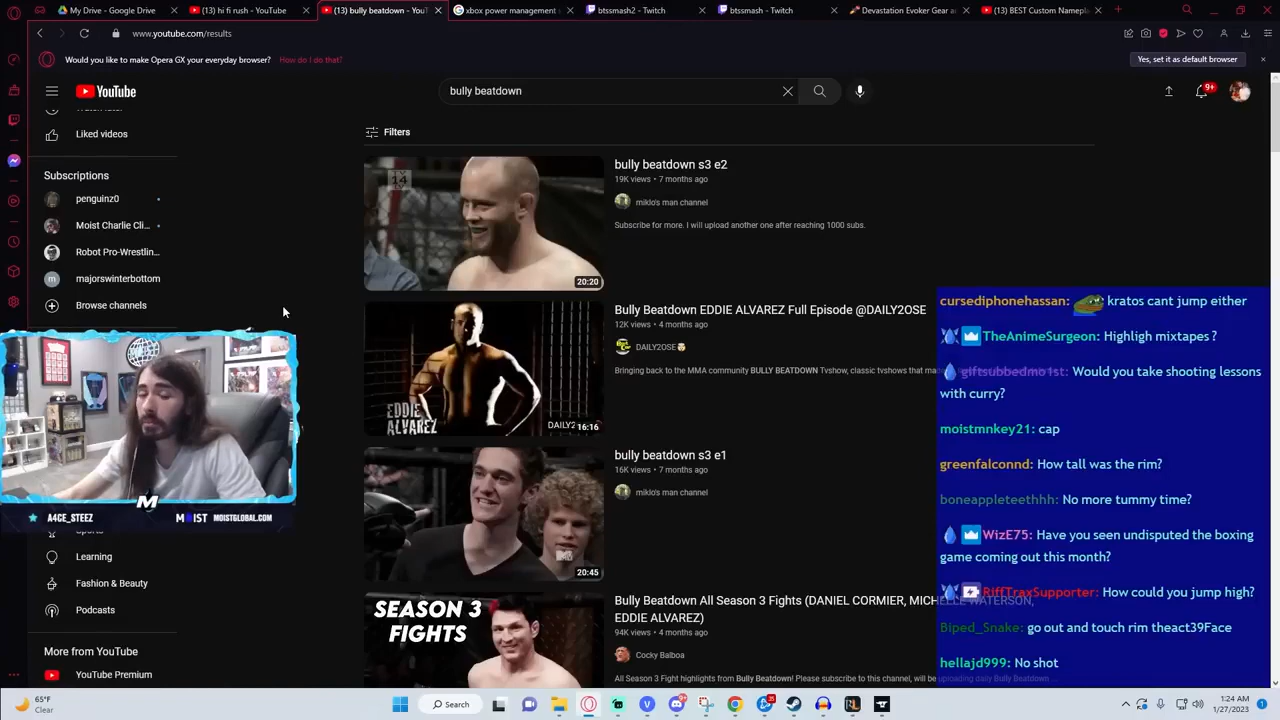 My Drive - Google Drive
(13) hi fi rush - YouTube
(13) bully beatdown - YouT
xbox power management
btssmash2 - Twitch
btssmash - Twitch
Devastation Evoker Gear a
(13) BEST Custom Namepl
www.youtube.com/results
Would you like to make Opera GX your everyday browser?
How do I do that?
Yes, set it as default browser
YouTube
bully beatdown
9+
Liked videos
Subscriptions
penguinz0
Moist Charlie Cli...
Robot Pro-Wrestlin...
majorswinterbottom
Browse channels
M
A4CE_STEEZ
MOIST
MOISTGLOBAL.COM
Sports
Learning
Fashion & Beauty
Podcasts
More from YouTube
YouTube Premium
Filters
14
20:20
bully beatdown s3 e2
19K views • 7 months ago
miklo's man channel
Subscribe for more. I will upload another one after reaching 1000 subs.
EDDIE
ALVAREZ
DAILY2
16:16
Bully Beatdown EDDIE ALVAREZ Full Episode @DAILY2OSE
12K views • 4 months ago
DAILY2OSE
Bringing back to the MMA community BULLY BEATDOWN Tvshow, classic tvshows that ma
20:45
bully beatdown s3 e1
16K views • 7 months ago
miklo's man channel
SEASON 3
FIGHTS
Bully Beatdown All Season 3 Fights (DANIEL CORMIER, MICHELLE WATERSON,
EDDIE ALVAREZ)
94K views • 4 months ago
Cocky Balboa
All Season 3 Fight highlights from Bully Beatdown! Please subscribe to this channel, will be uploading daily Bully Beatdown ...
cursediphonehassan: kratos cant jump either
TheAnimeSurgeon: Highligh mixtapes ?
giftsubbedmo1st: Would you take shooting lessons
with curry?
moistmnkey21: cap
greenfalconnd: How tall was the rim?
boneappleteethhh: No more tummy time?
WizE75: Have you seen undisputed the boxing
game coming out this month?
RiffTraxSupporter: How could you jump high?
Biped_Snake: go out and touch rim theact39Face
hellajd999: No shot
65°F
Clear
Search
1:24 AM
1/27/2023